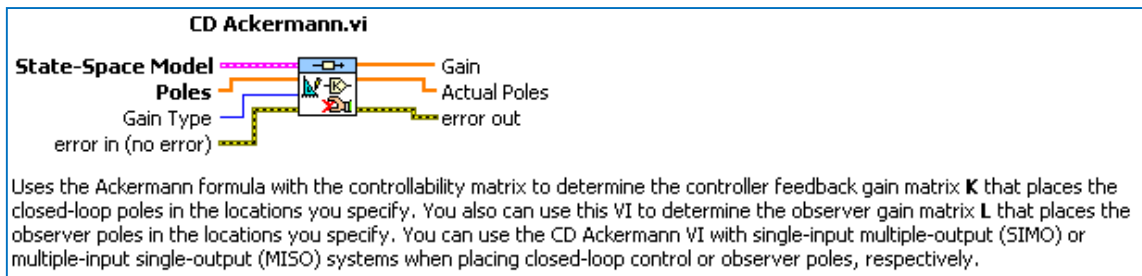 CD Ackermann.vi
State-Space Model
Poles
Gain Type
error in (no error)
Gain
Actual Poles
error out
Uses the Ackermann formula with the controllability matrix to determine the controller feedback gain matrix K that places the
closed-loop poles in the locations you specify. You also can use this VI to determine the observer gain matrix L that places the
observer poles in the locations you specify. You can use the CD Ackermann VI with single-input multiple-output (SIMO) or
multiple-input single-output (MISO) systems when placing closed-loop control or observer poles, respectively.